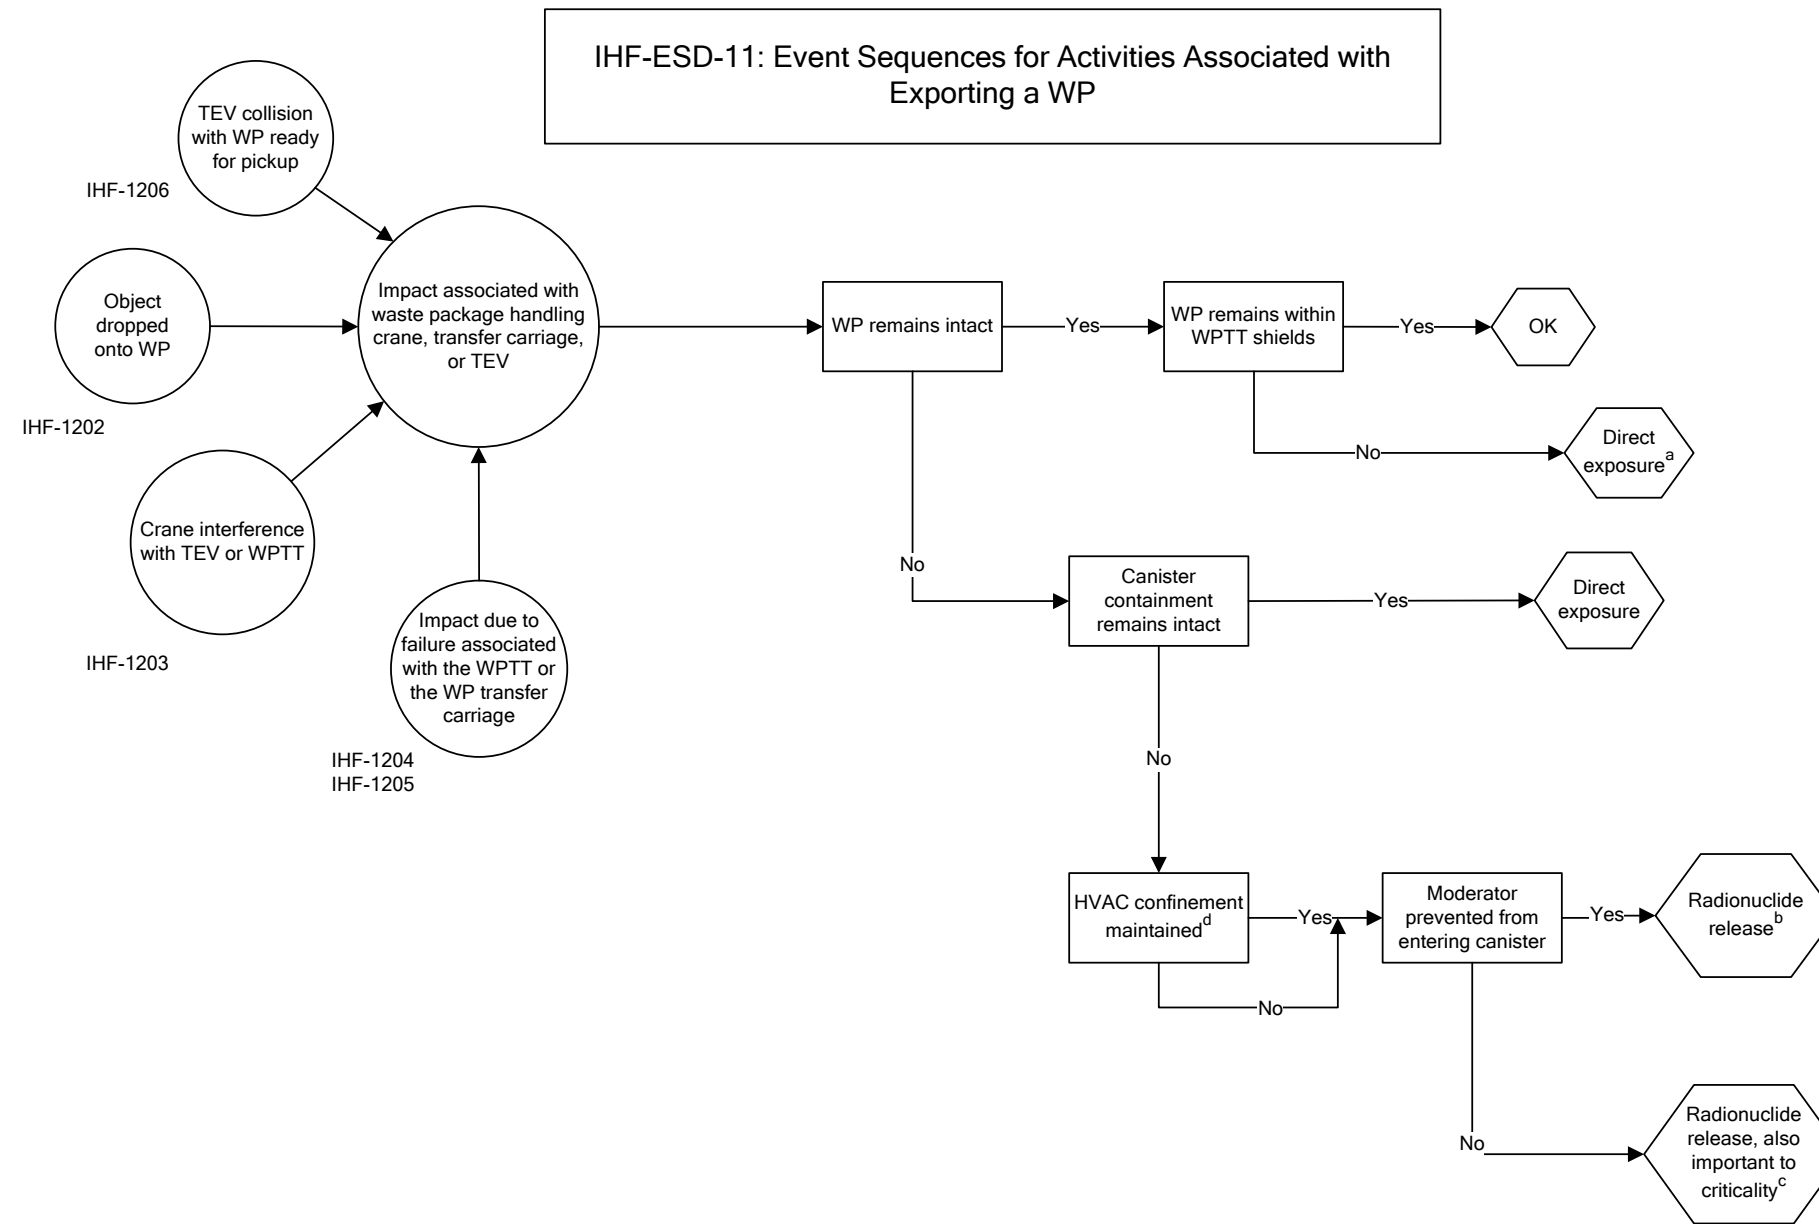 IHF-ESD-11: Event Sequences for Activities Associated with
Exporting a WP
TEV collision
with WP ready
for pickup
IHF-1206
Object
dropped
onto WP
IHF-1202
Crane interference
with TEV or WPTT
IHF-1203
Impact due to
failure associated
with the WPTT or
the WP transfer
carriage
IHF-1204
IHF-1205
Impact associated with
waste package handling
crane, transfer carriage,
or TEV
WP remains intact
Yes
WP remains within
WPTT shields
Yes
OK
No
Direct
exposure^a
No
Canister
containment
remains intact
Yes
Direct
exposure
No
HVAC confinement
maintained^d
Yes
No
Moderator
prevented from
entering canister
Yes
Radionuclide
release^b
No
Radionuclide
release, also
important to
criticality^c